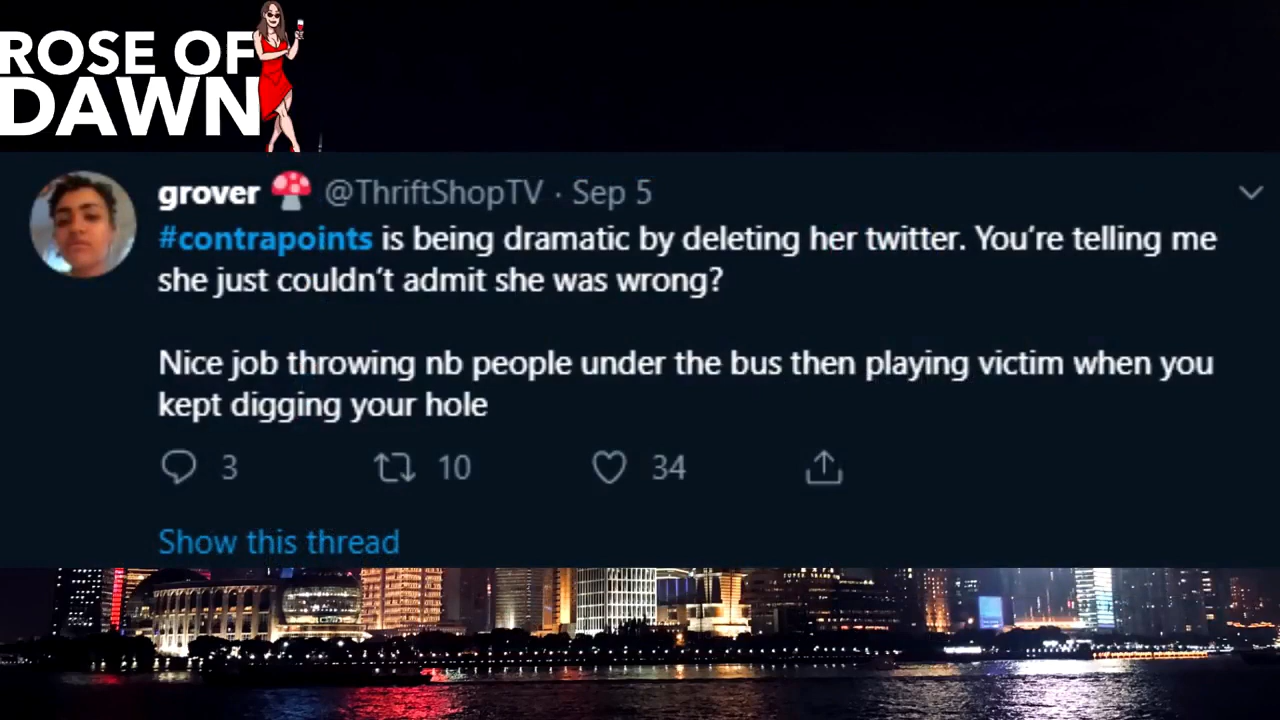 ROSE OF
DAWN
grover @ThriftShopTV · Sep 5
#contrapoints is being dramatic by deleting her twitter. You're telling me
she just couldn't admit she was wrong?
Nice job throwing nb people under the bus then playing victim when you
kept digging your hole
3 10 34
Show this thread